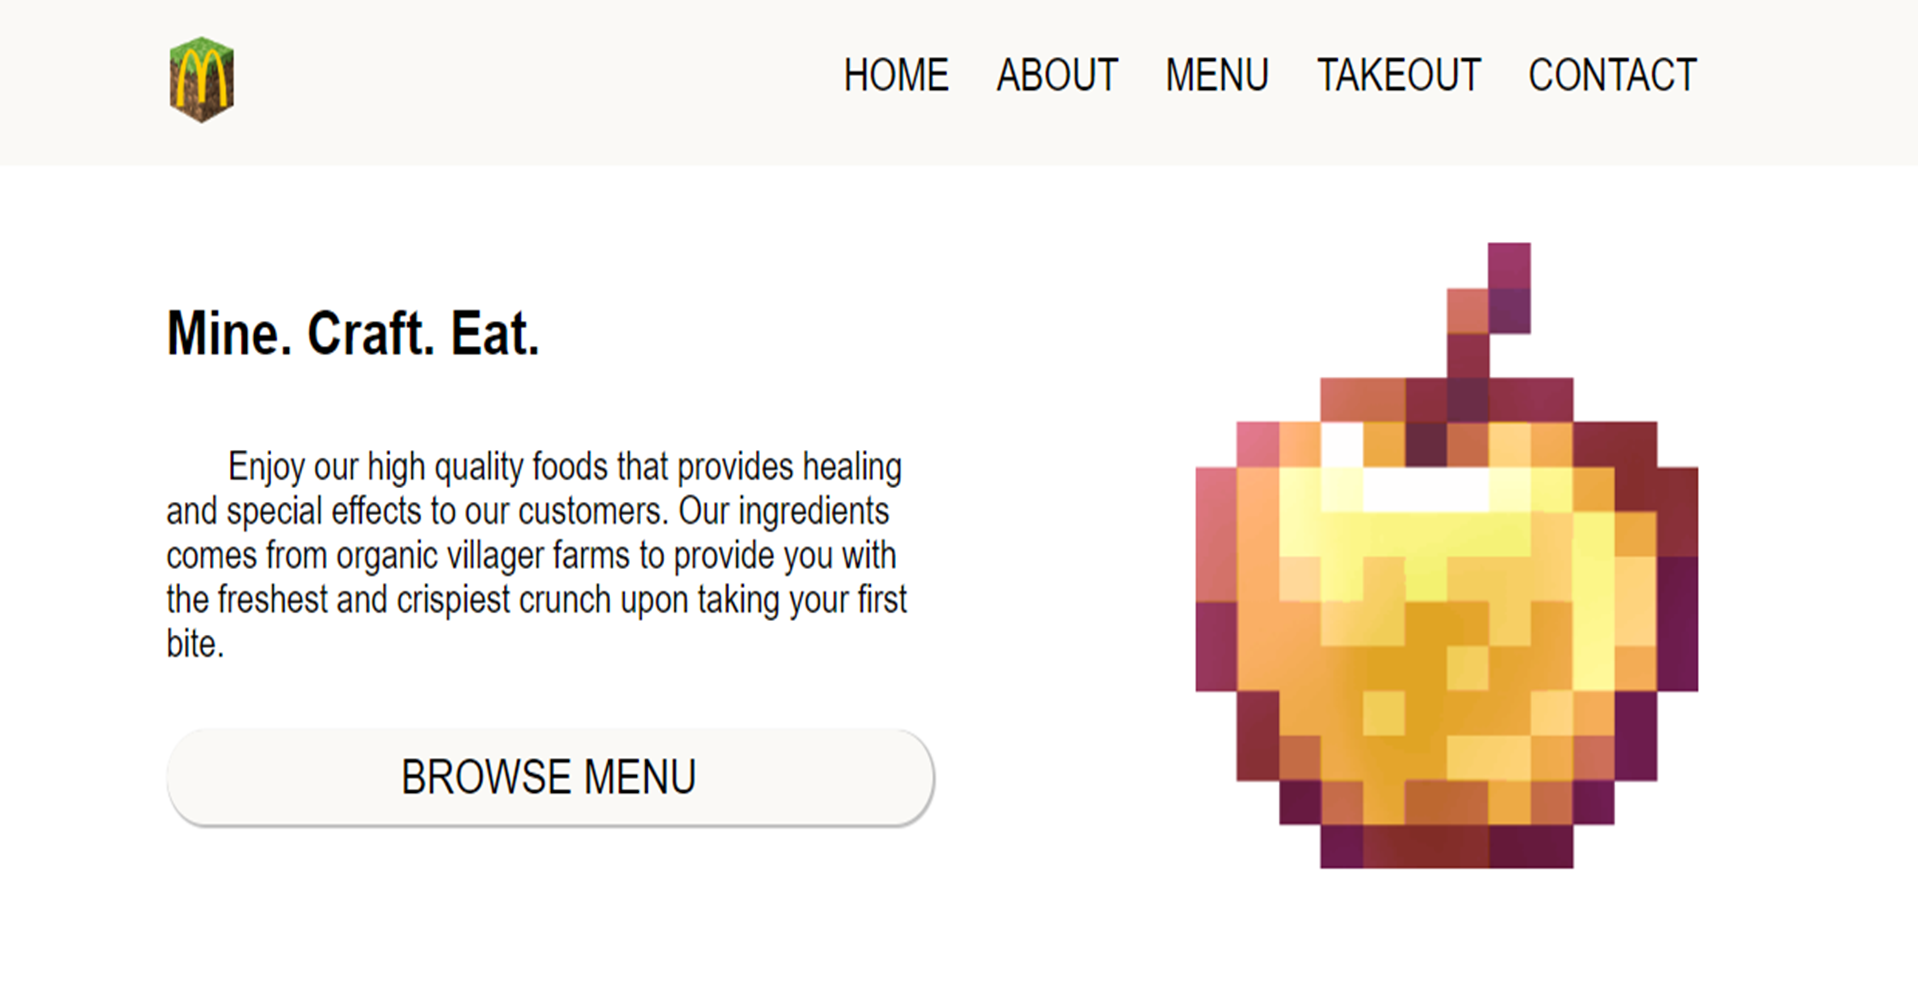 M
HOME ABOUT MENU TAKEOUT CONTACT
Mine. Craft. Eat.
Enjoy our high quality foods that provides healing
and special effects to our customers. Our ingredients
comes from organic villager farms to provide you with
the freshest and crispiest crunch upon taking your first
bite.
BROWSE MENU